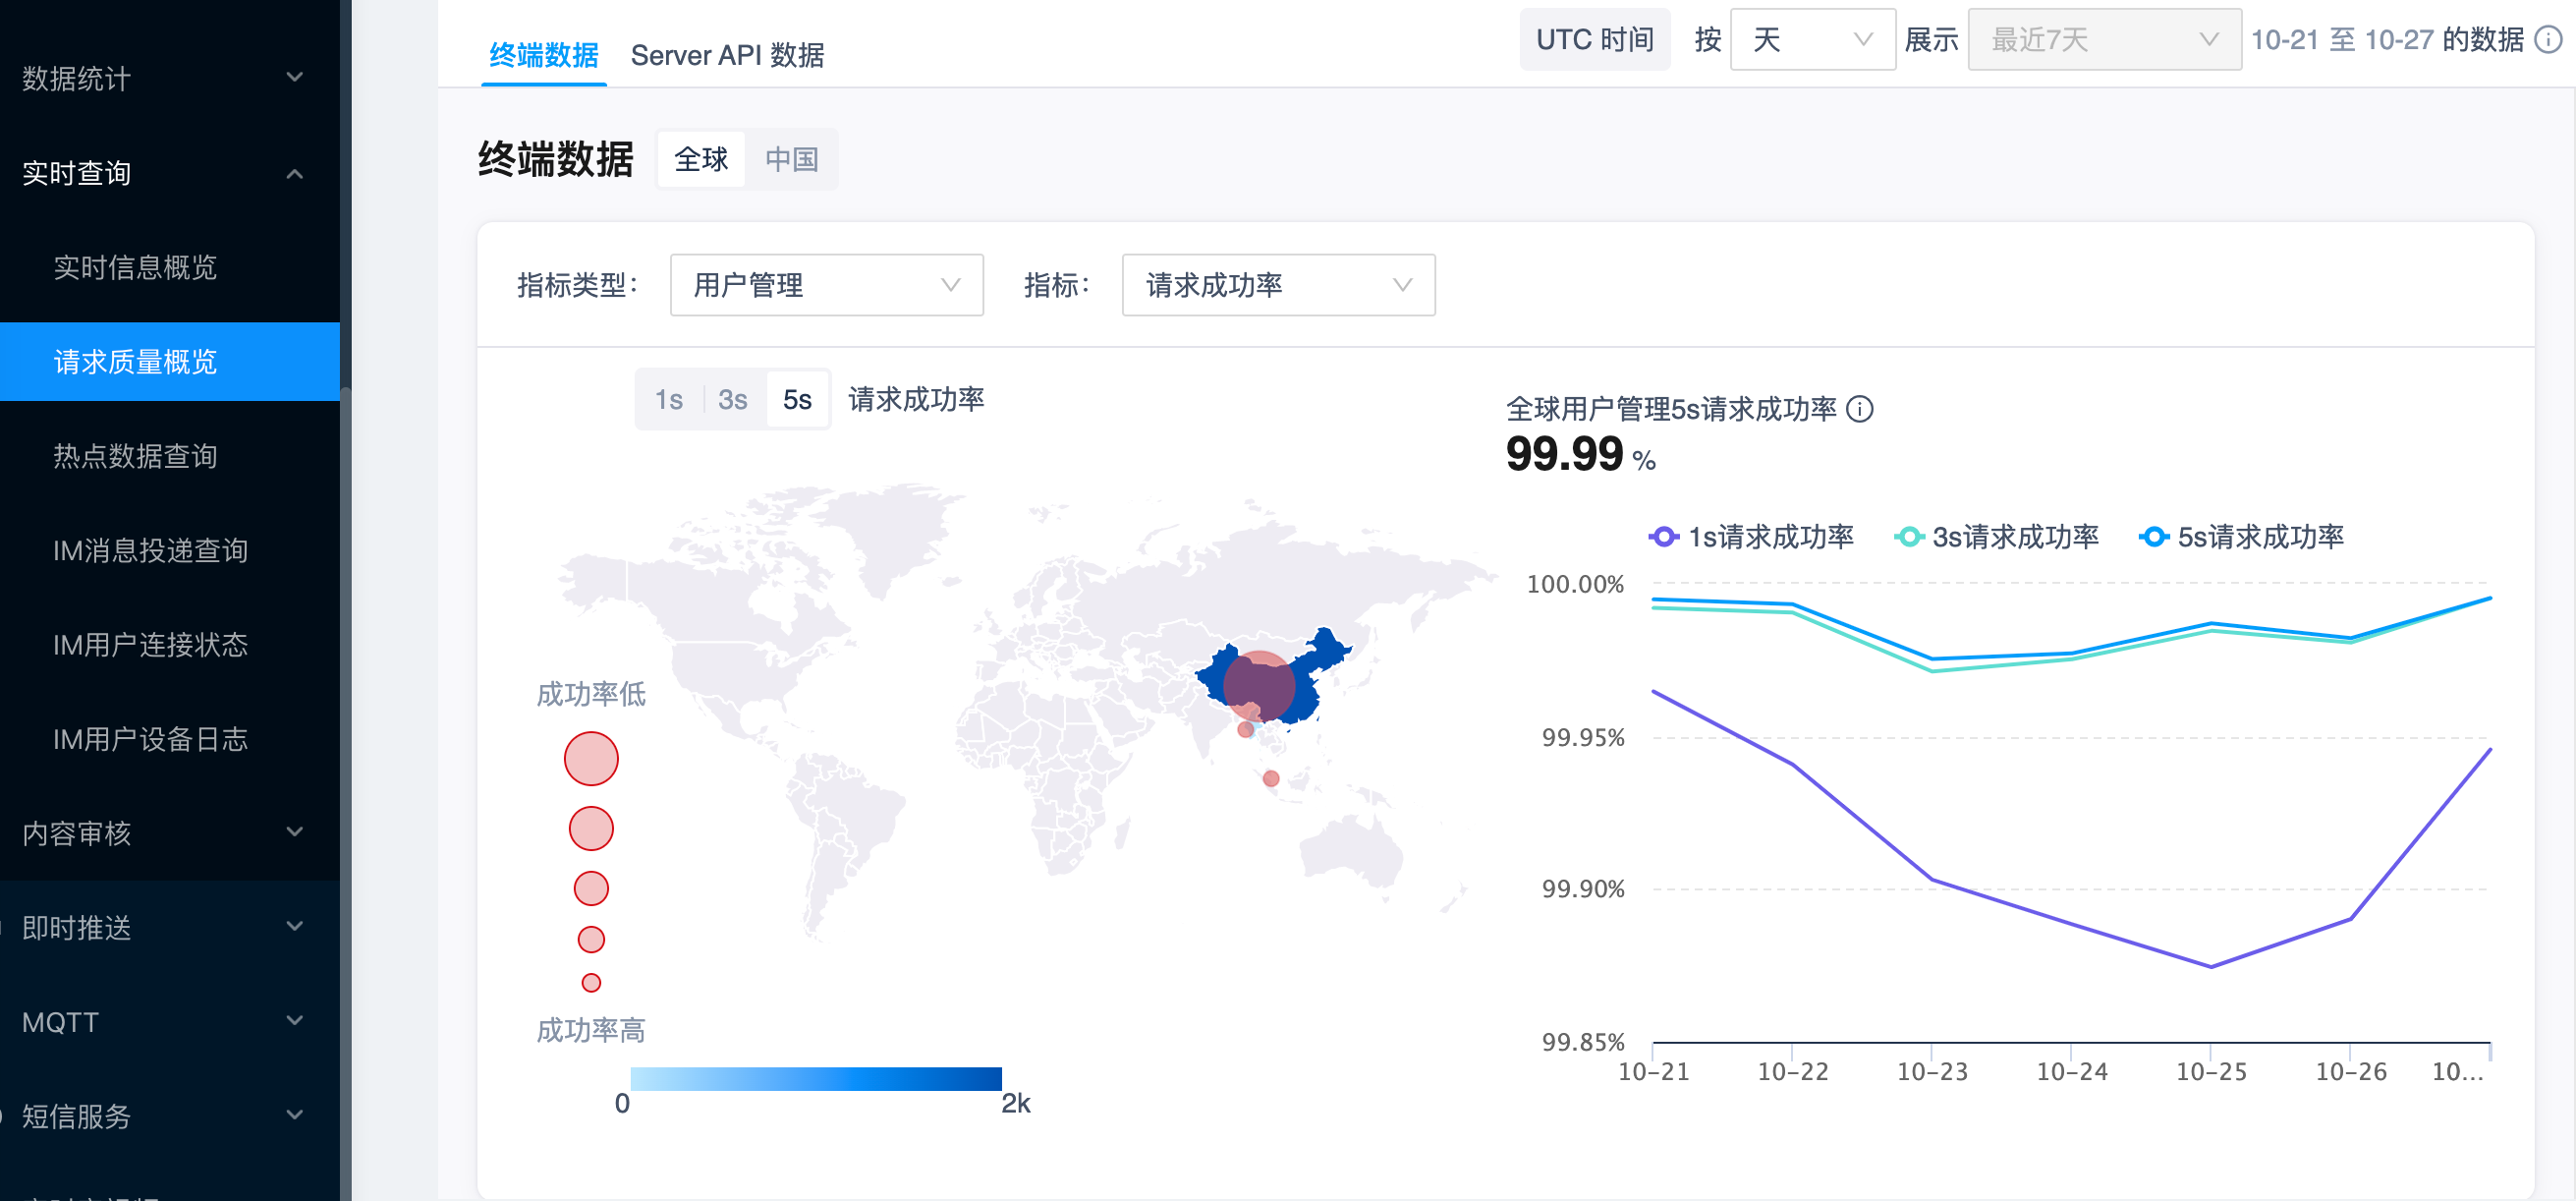 数据统计
实时查询
实时信息概览
请求质量概览
热点数据查询
IM消息投递查询
IM用户连接状态
IM用户设备日志
内容审核
即时推送
MQTT
短信服务
终端数据 Server API 数据
UTC 时间 按 天 展示 最近7天 10-21 至 10-27 的数据
终端数据 全球 中国
指标类型: 用户管理 指标: 请求成功率
1s 3s 5s 请求成功率
成功率低
成功率高
0 2k
全球用户管理5s请求成功率
99.99 %
1s请求成功率 3s请求成功率 5s请求成功率
100.00%
99.95%
99.90%
99.85%
10-21 10-22 10-23 10-24 10-25 10-26 10...